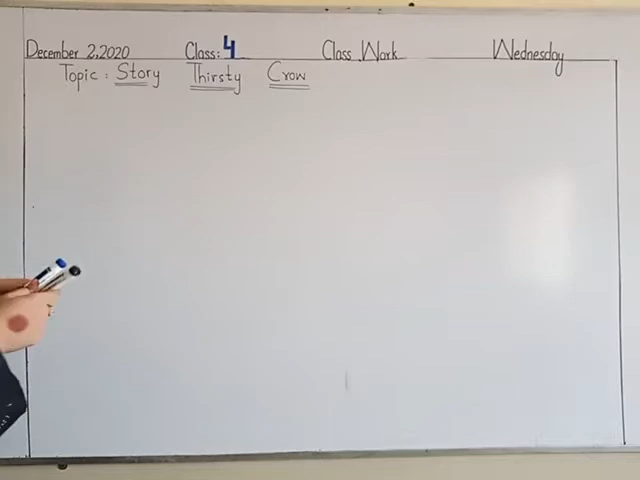 December 2,2020 Class: 4 Class Work Wednesday
Topic : Story Thirsty Crow